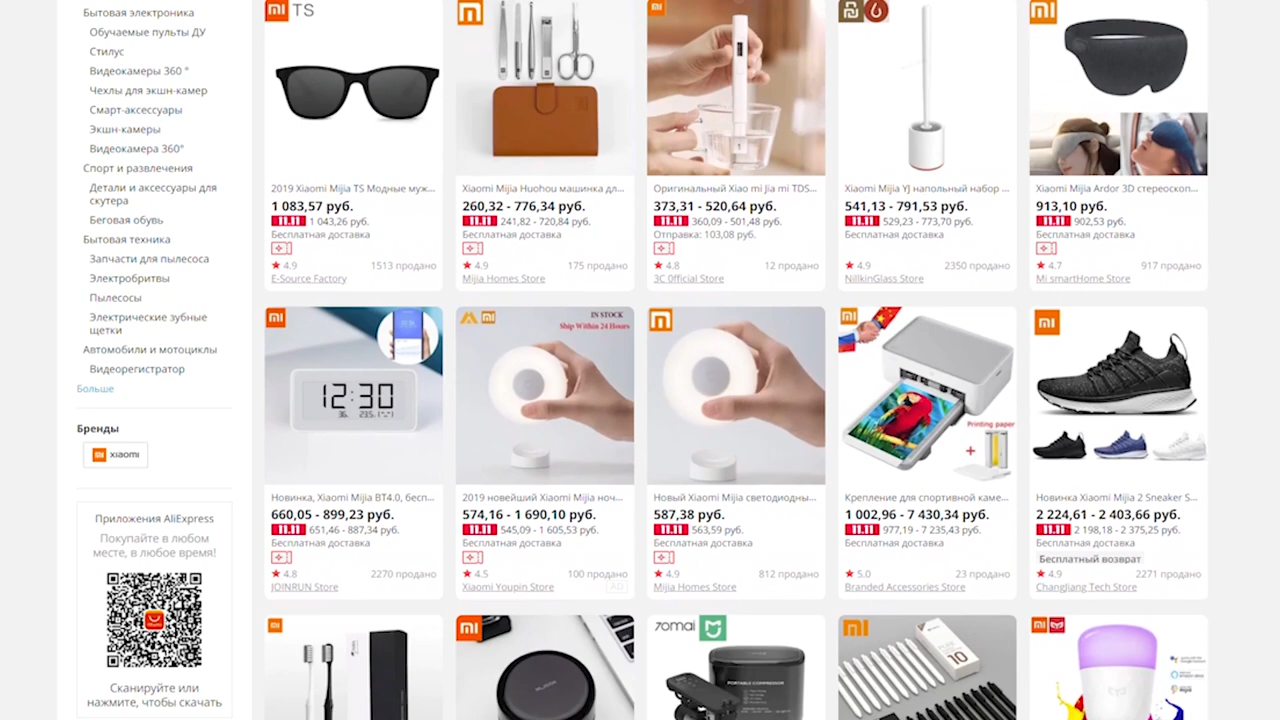 Бытовая электроника
Обучаемые пульты ДУ
Стилус
Видеокамеры 360 °
Чехлы для экшн-камер
Смарт-аксессуары
Экшн-камеры
Видеокамера 360°
Спорт и развлечения
Детали и аксессуары для
скутера
Беговая обувь
Бытовая техника
Запчасти для пылесоса
Электробритвы
Пылесосы
Электрические зубные
щетки
Автомобили и мотоциклы
Видеорегистратор
Больше
Бренды
xiaomi
Приложения AliExpress
Покупайте в любом
месте, в любое время!
Сканируйте или
нажмите, чтобы скачать
TS
2019 Xiaomi Mijia TS Модные муж...
1 083,57 руб.
11.11 1 043,26 руб.
Бесплатная доставка
4.9 1513 продано
E-Source Factory
Xiaomi Mijia Huohou машинка дл...
260,32 - 776,34 руб.
11.11 241,82 - 720,84 руб.
Бесплатная доставка
4.9 175 продано
Mijia Homes Store
Оригинальный Xiao mi Jia mi TDS...
373,31 - 520,64 руб.
11.11 360,09 - 501,48 руб.
Отправка: 103,08 руб.
4.8 12 продано
3C 0fficial Store
Xiaomi Mijia YJ напольный набор ...
541,13 - 791,53 руб.
11.11 529,23 - 773,70 руб.
Бесплатная доставка
4.9 2350 продано
NillkinGlass Store
Xiaomi Mijia Ardor 3D стереоскоп...
913,10 руб.
11.11 902,53 руб.
Бесплатная доставка
4.7 917 продано
Mi smartHome Store
12:30
Новинка, Xiaomi Mijia BT4.0, бесп...
660,05 - 899,23 руб.
11.11 651,46 - 887,34 руб.
Бесплатная доставка
4.8 2270 продано
JOINRUN Store
IN STOCK
Ship Within 24 Hours
2019 новейший Xiaomi Mijia ноч...
574,16 - 1 690,10 руб.
11.11 545,09 - 1 605,53 руб.
Бесплатная доставка
4.5 100 продано
Xiaomi Youpin Store AD
Новый Xiaomi Mijia светодиодны...
587,38 руб.
11.11 563,59 руб.
Бесплатная доставка
4.9 812 продано
Mijia Homes Store
Printing paper
Крепление для спортивной каме...
1 002,96 - 7 430,34 руб.
11.11 977,19 - 7 235,43 руб.
Бесплатная доставка
5.0 23 продано
Branded Accessories Store
Новинка Xiaomi Mijia 2 Sneaker S...
2 224,61 - 2 403,66 руб.
11.11 2 198,18 - 2 375,25 руб.
Бесплатная доставка
Бесплатный возврат
4.9 2271 продано
ChangJiang Tech Store
70mai
PORTABLE COMPRESSOR
10